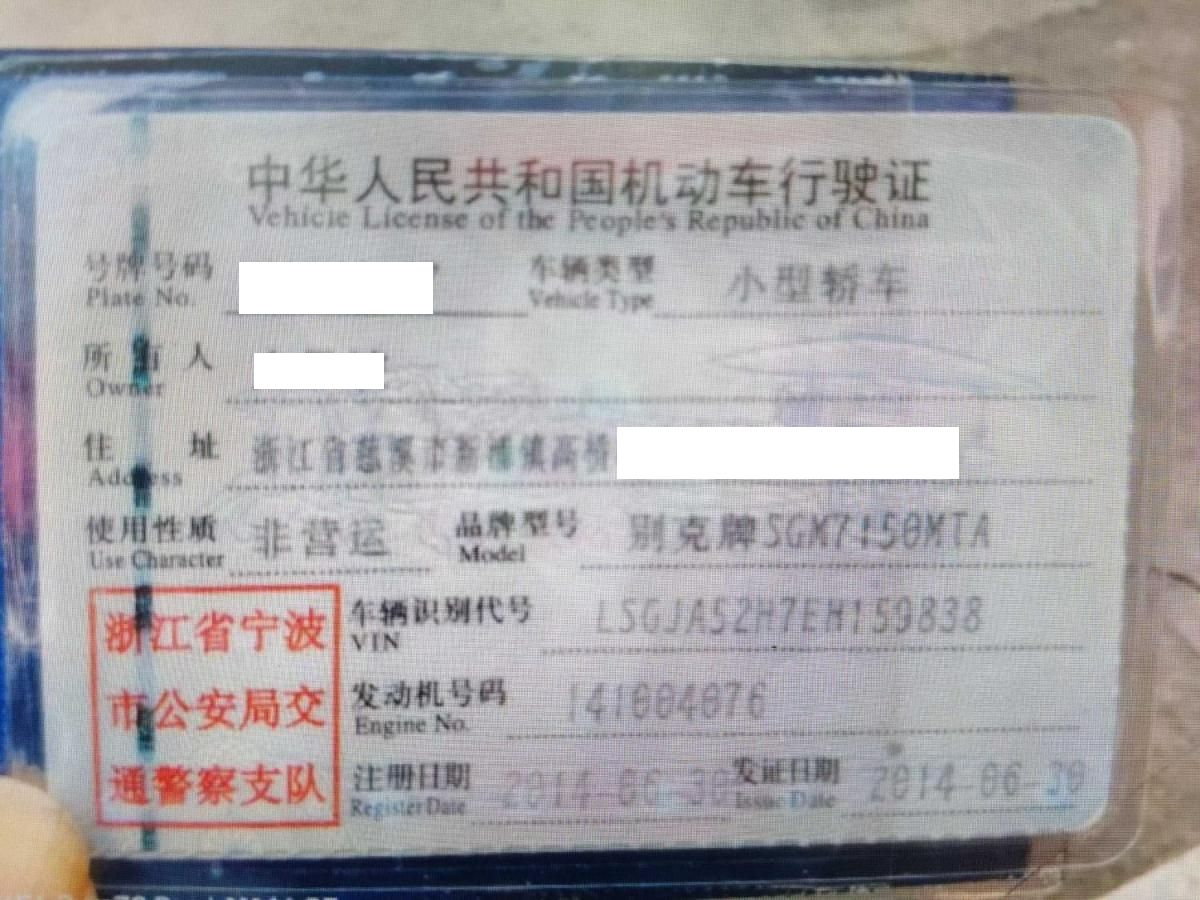 中华人民共和国机动车行驶证
Vehicle License of the People's Republic of China
号牌号码 车辆类型 小型轿车
Plate No. Vehicle Type
所有人
Owner
住址 浙江省慈溪市新浦镇高桥
Address
使用性质 非营运 品牌型号 别克牌SGM7150MTA
Use Character Model
浙江省宁波 车辆识别代号 LSGJA52H7EH159838
VIN
市公安局交 发动机号码 141004076
Engine No.
通警察支队 注册日期 2014-06-30 发证日期 2014-06-30
Register Date Issue Date